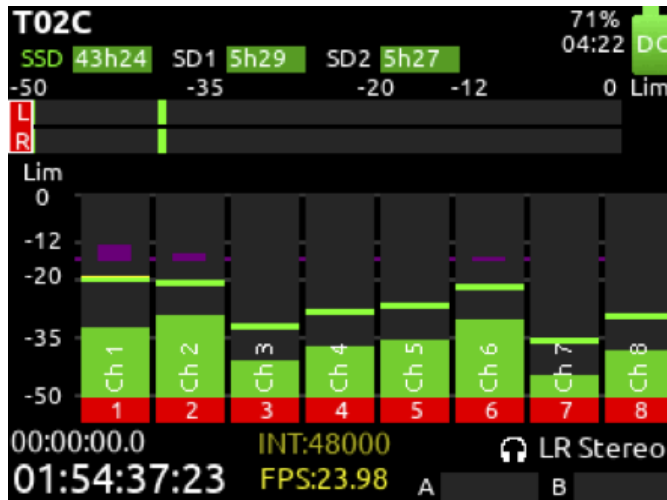 T02C 71%
SSD 43h24 SD1 5h29 SD2 5h27 04:22 DC
-50 -35 -20 -12 0 Lim
L
R
Lim
0
-12
-20
-35
-50
Ch 1 Ch 2 Ch 3 Ch 4 Ch 5 Ch 6 Ch 7 Ch 8
1 2 3 4 5 6 7 8
00:00:00.0 INT:48000 LR Stereo
01:54:37:23 FPS:23.98 A B